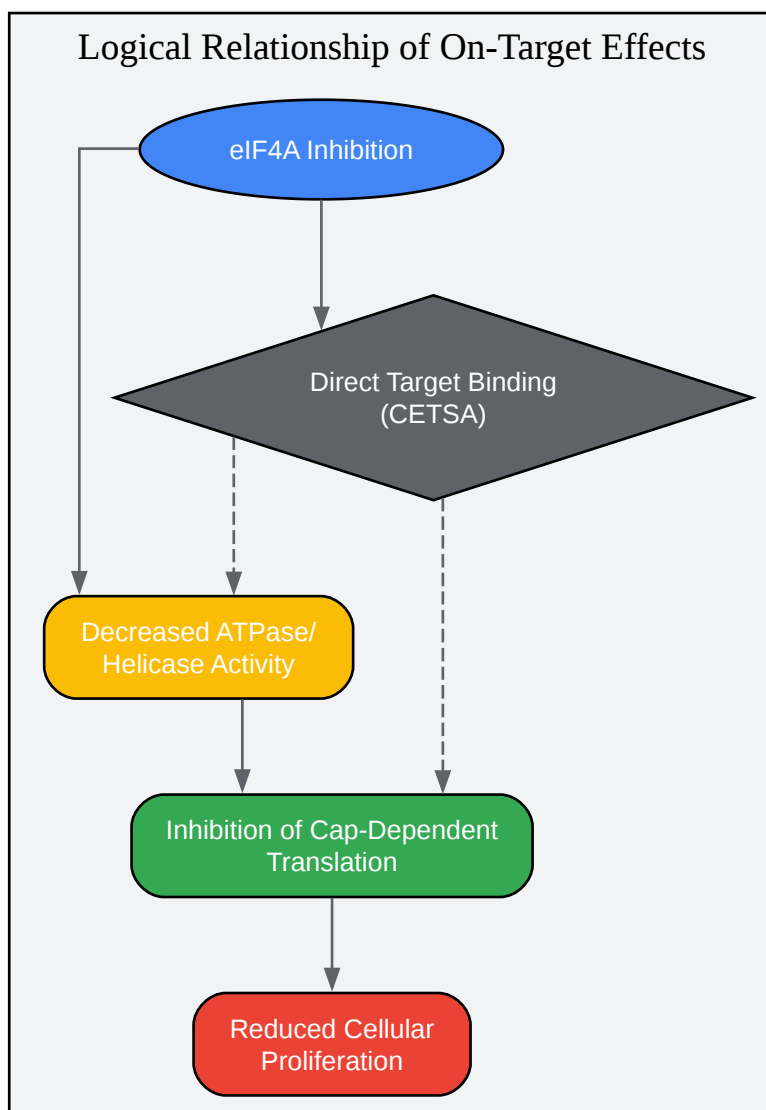 Logical Relationship of On-Target Effects
eIF4A Inhibition
Direct Target Binding
(CETSA)
Decreased ATPase/
Helicase Activity
Inhibition of Cap-Dependent
Translation
Reduced Cellular
Proliferation